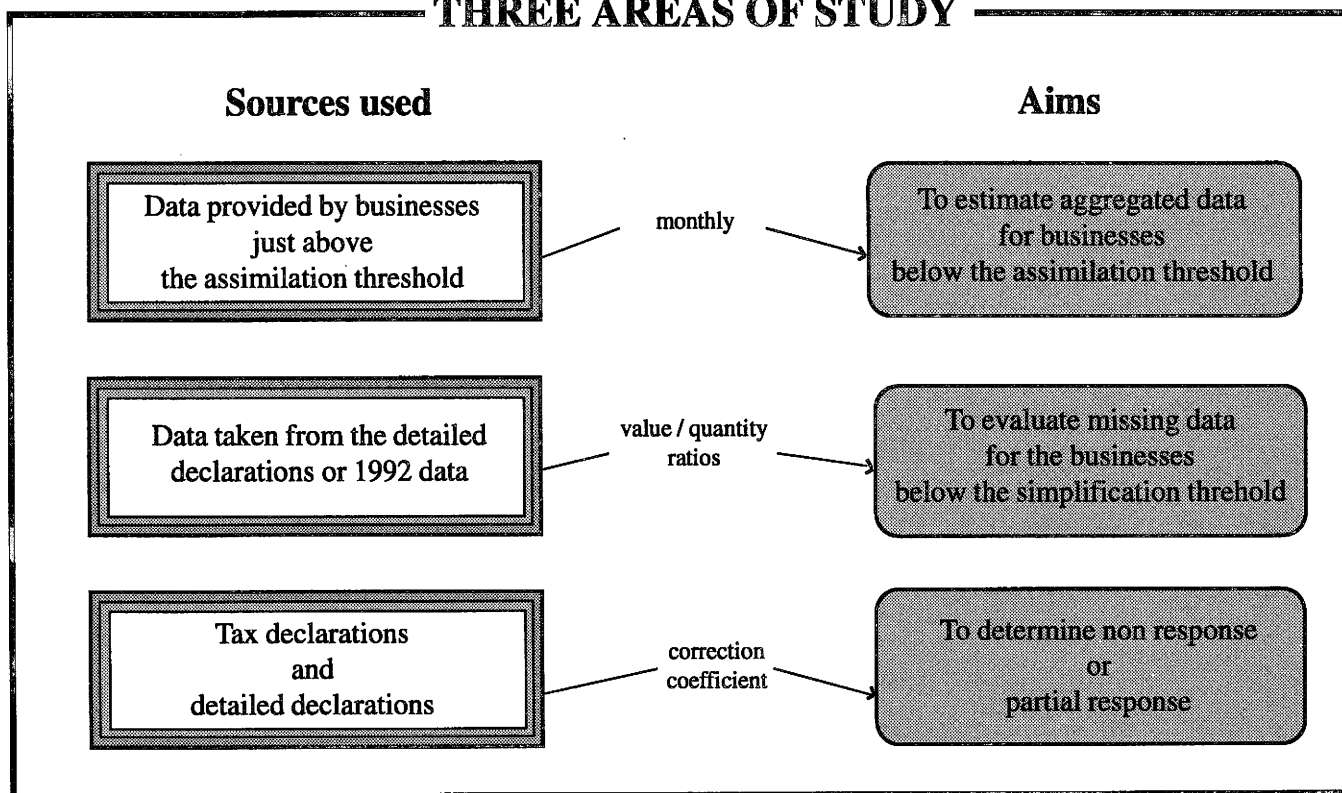 THREE AREAS OF STUDY
Sources used
Aims
Data provided by businesses
just above
the assimilation threshold
monthly
To estimate aggregated data
for businesses
below the assimilation threshold
Data taken from the detailed
declarations or 1992 data
value / quantity
ratios
To evaluate missing data
for the businesses
below the simplification threhold
Tax declarations
and
detailed declarations
correction
coefficient
To determine non response
or
partial response